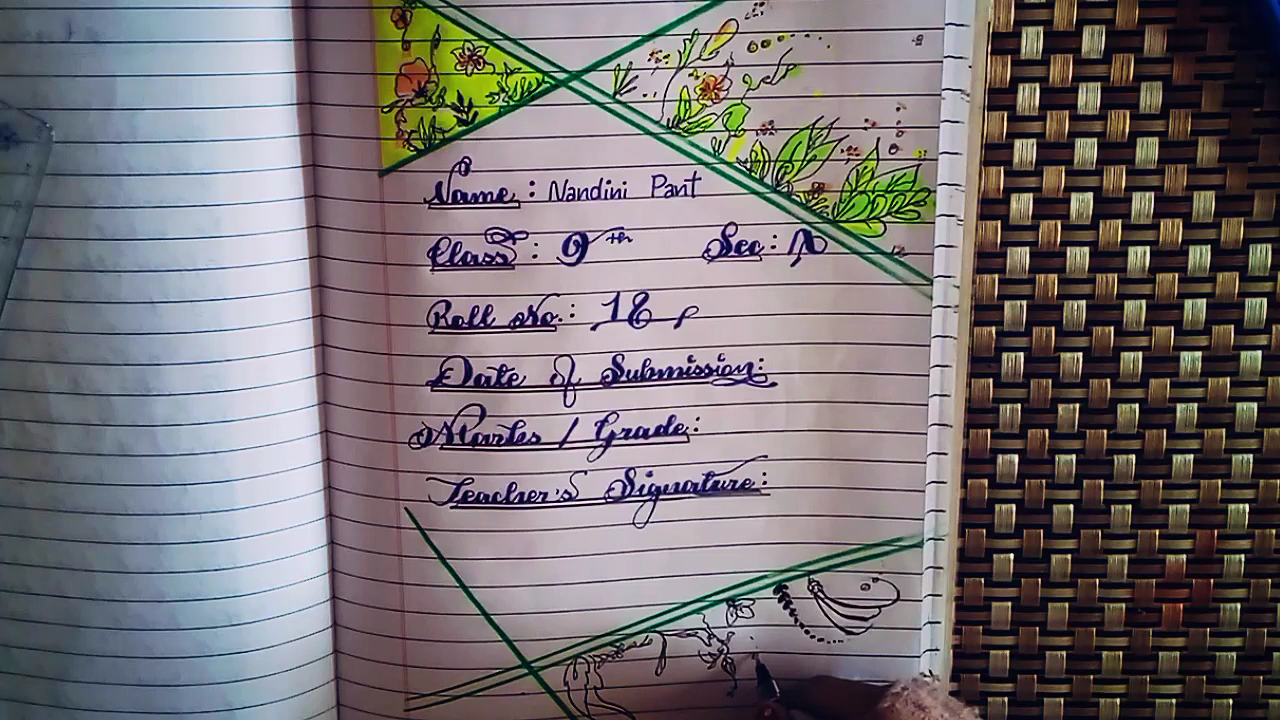 Name : Nandini Pant
Class : 9th Sec : A
Roll No. : 18
Date of Submission:
Marks / Grade:
Teacher's Signature: